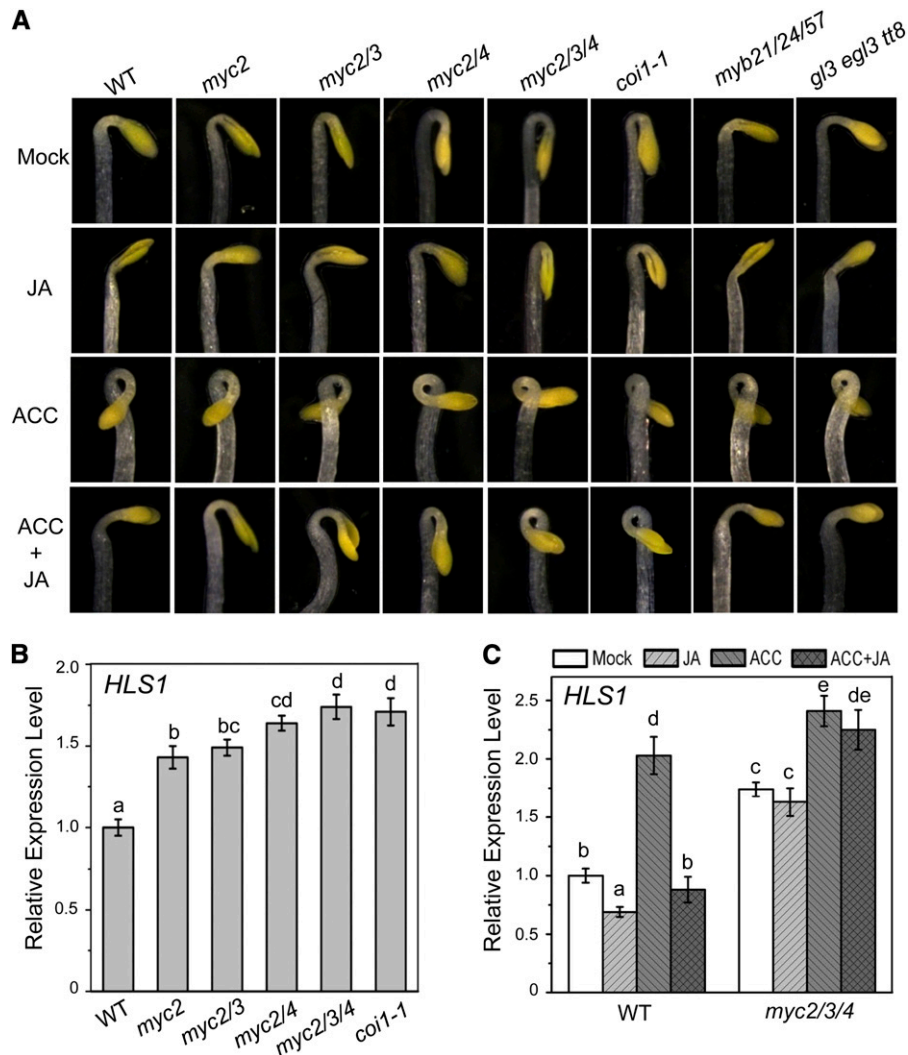 A
WT myc2 myc2/3 myc2/4 myc2/3/4 coi1-1 myb21/24/57 gl3 egl3 tt8
Mock
JA
ACC
ACC
+
JA
B
HLS1
Relative Expression Level
2.0
1.5
1.0
0.5
0
a
b
bc
cd
d
d
WT myc2 myc2/3 myc2/4 myc2/3/4 coi1-1
C
Mock JA ACC ACC+JA
HLS1
Relative Expression Level
2.5
2.0
1.5
1.0
0.5
0
b
a
d
b
c
c
e
de
WT myc2/3/4